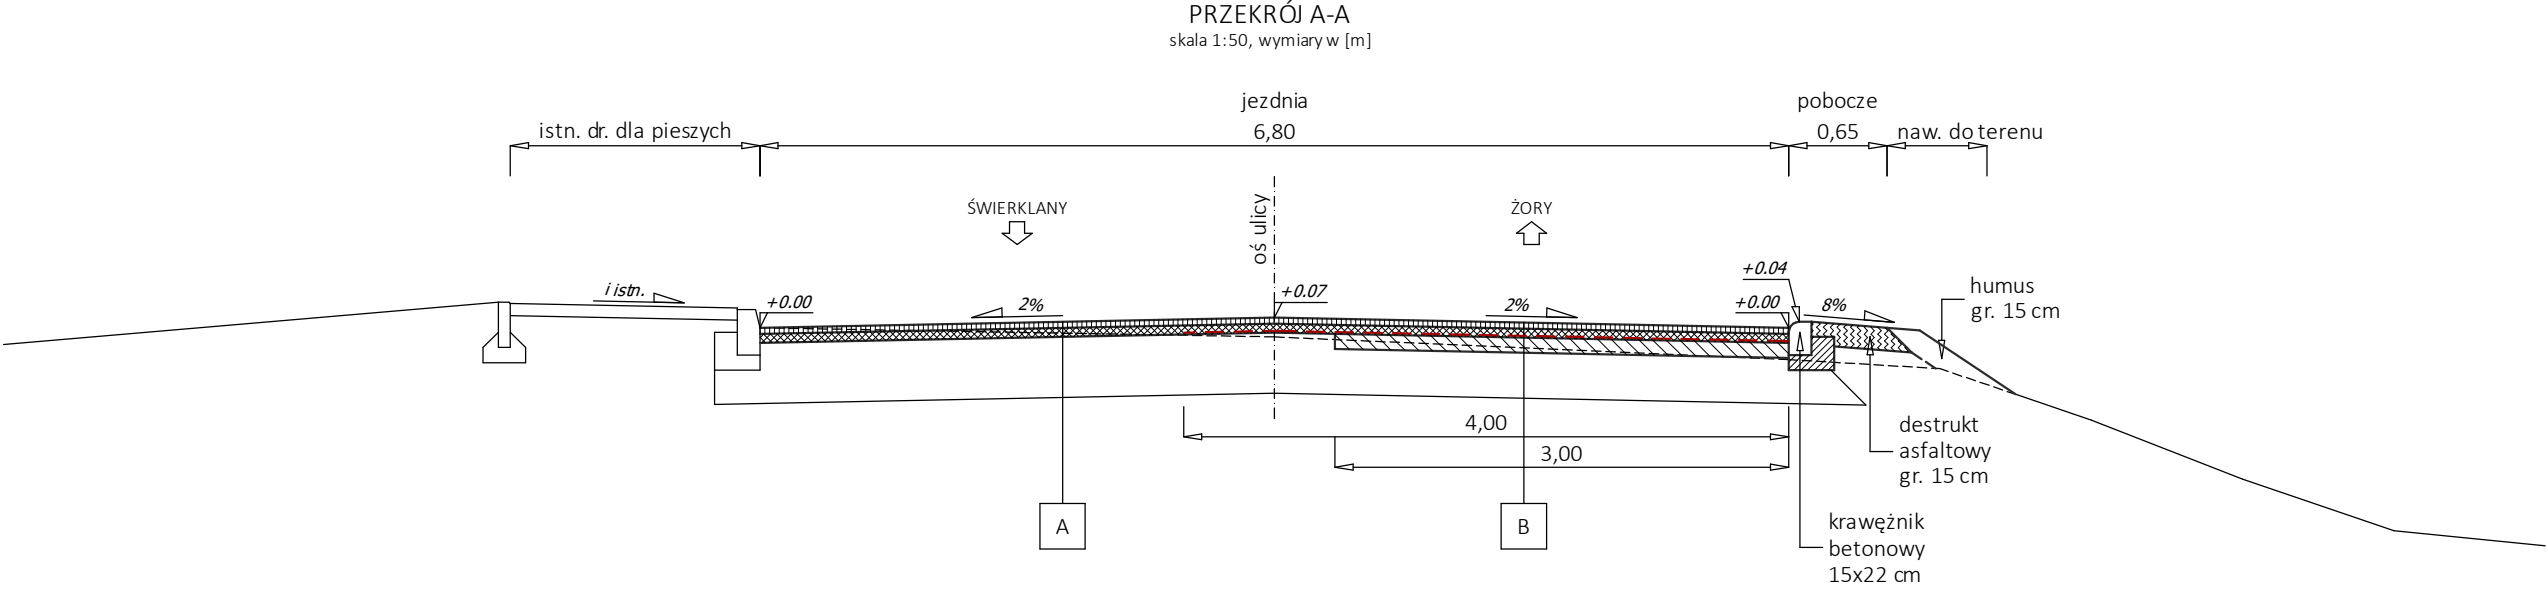 PRZEKRÓJ A-A
skala 1:50, wymiary w [m]
jezdnia
pobocze
istn. dr. dla pieszych
6,80
0,65
naw. do terenu
ŚWIERKLANY
ŻORY
oś ulicy
i istn.
+0.00
2%
+0.07
2%
+0.04
+0.00
8%
humus
gr. 15 cm
4,00
3,00
destrukt
asfaltowy
gr. 15 cm
A
B
krawężnik
betonowy
15x22 cm